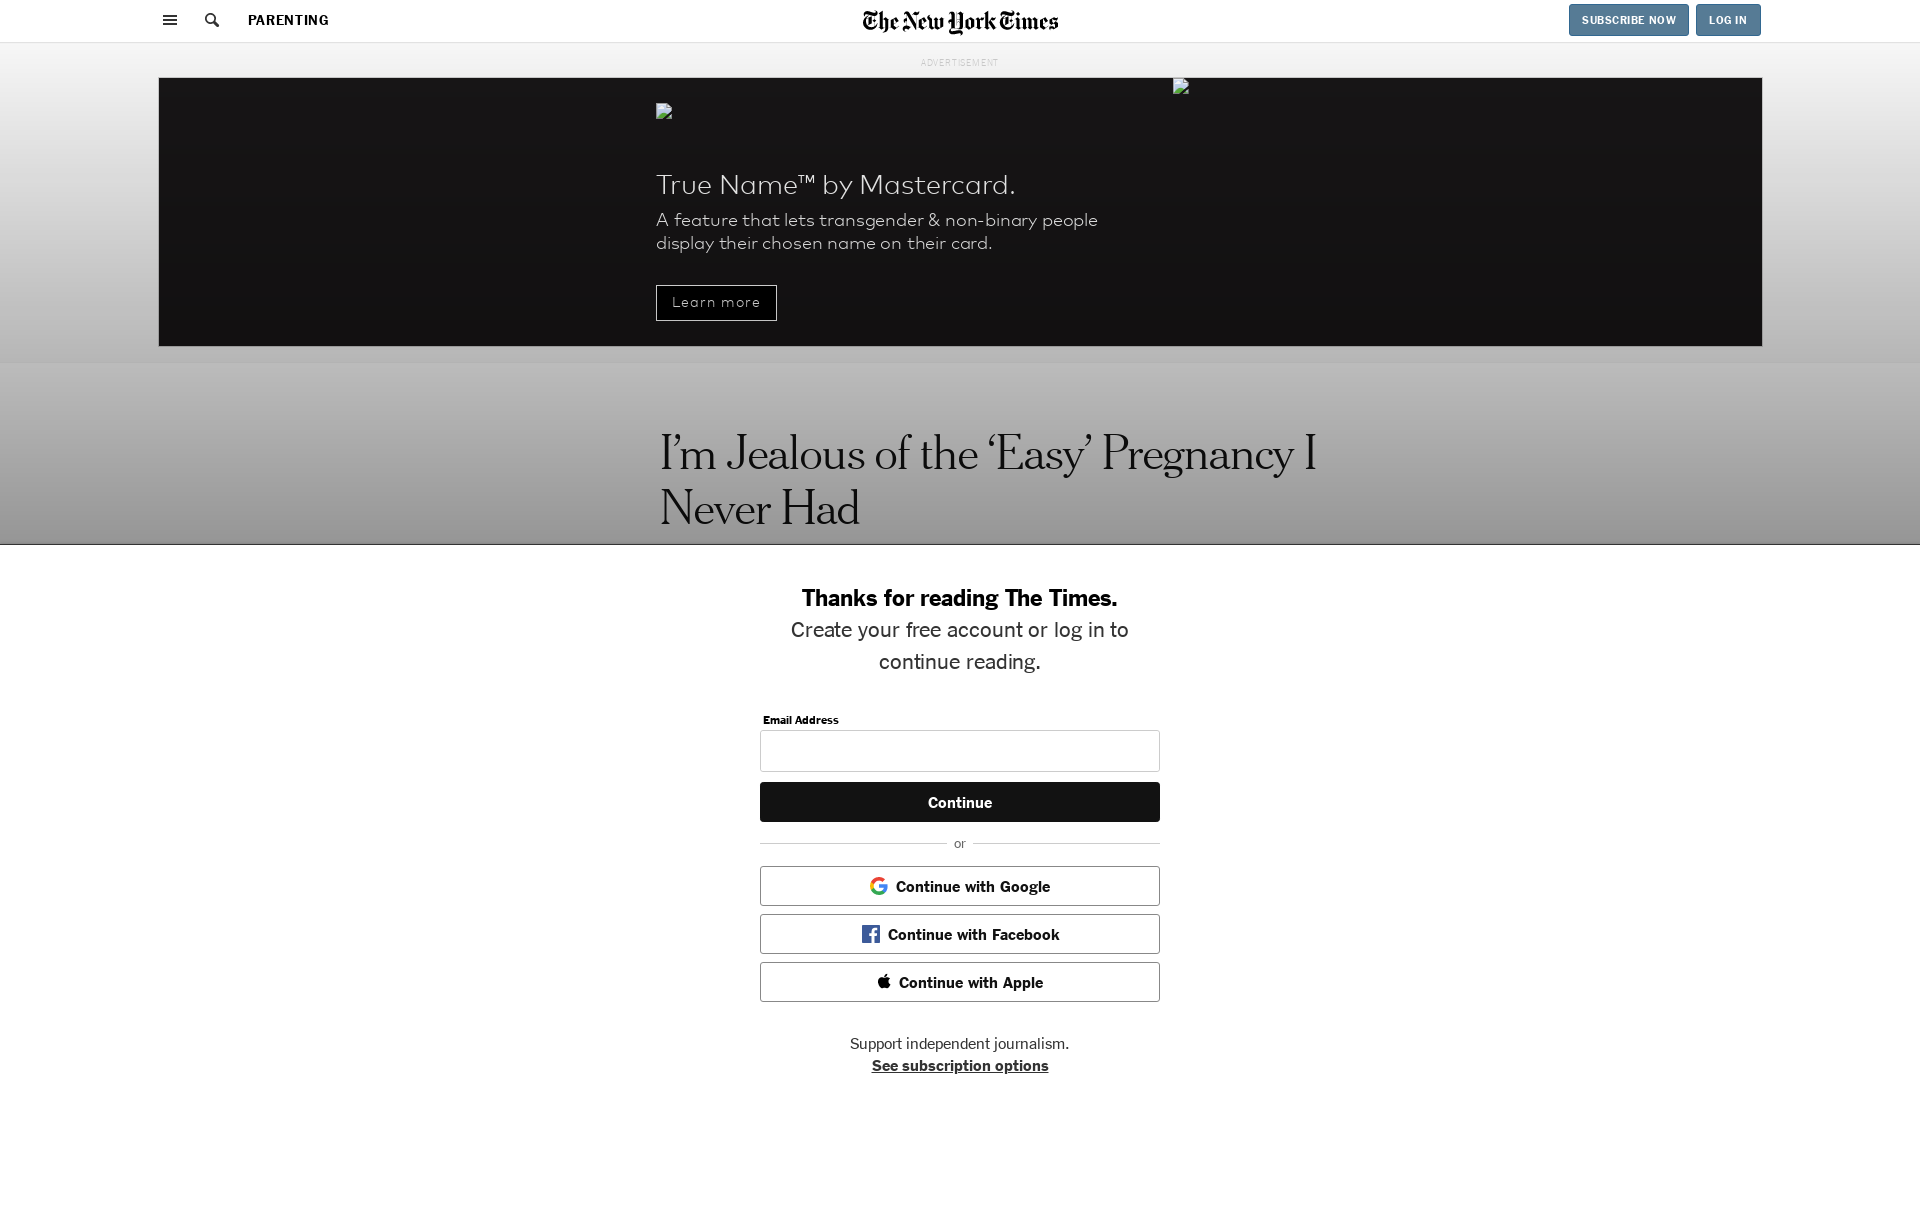 PARENTING
The New York Times
SUBSCRIBE NOW
LOG IN
ADVERTISEMENT
True Name™ by Mastercard.
A feature that lets transgender & non-binary people
display their chosen name on their card.
Learn more
I’m Jealous of the ‘Easy’ Pregnancy I
Never Had
Thanks for reading The Times.
Create your free account or log in to
continue reading.
Email Address
Continue
or
Continue with Google
Continue with Facebook
Continue with Apple
Support independent journalism.
See subscription options